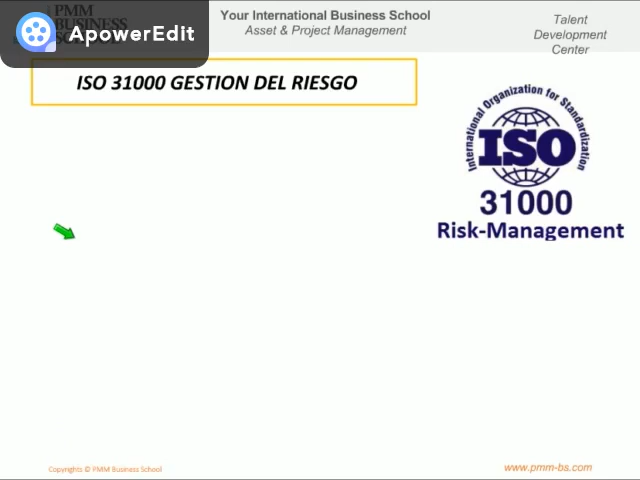 PMM
BUSINESS
SCHOOL
ApowerEdit
Your International Business School
Asset & Project Management
Talent
Development
Center
ISO 31000 GESTION DEL RIESGO
International Organization for Standardization
ISO
31000
Risk-Management
Copyrights © PMM Business School
www.pmm-bs.com